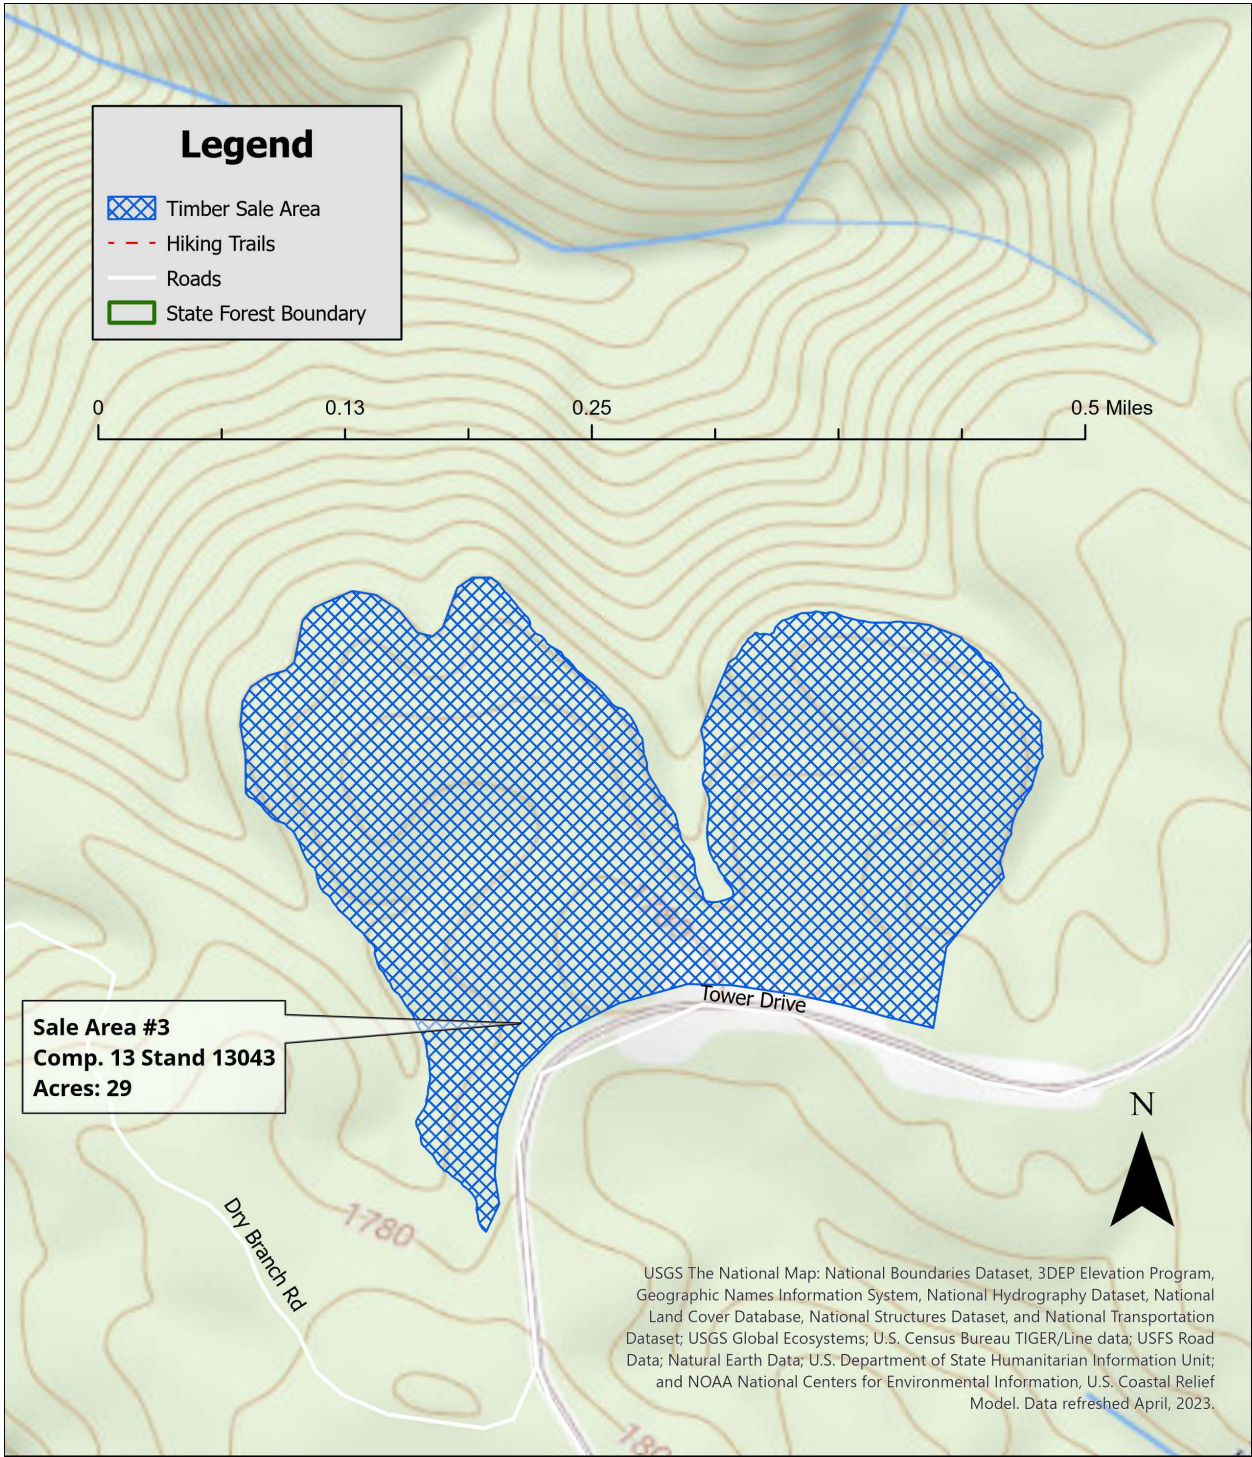 Legend
Timber Sale Area
Hiking Trails
Roads
State Forest Boundary
0 0.13 0.25 0.5 Miles
Tower Drive
Sale Area #3
Comp. 13 Stand 13043
Acres: 29
N
Dry Branch Rd
1780
USGS The National Map: National Boundaries Dataset, 3DEP Elevation Program,
Geographic Names Information System, National Hydrography Dataset, National
Land Cover Database, National Structures Dataset, and National Transportation
Dataset; USGS Global Ecosystems; U.S. Census Bureau TIGER/Line data; USFS Road
Data; Natural Earth Data; U.S. Department of State Humanitarian Information Unit;
and NOAA National Centers for Environmental Information, U.S. Coastal Relief
Model. Data refreshed April, 2023.